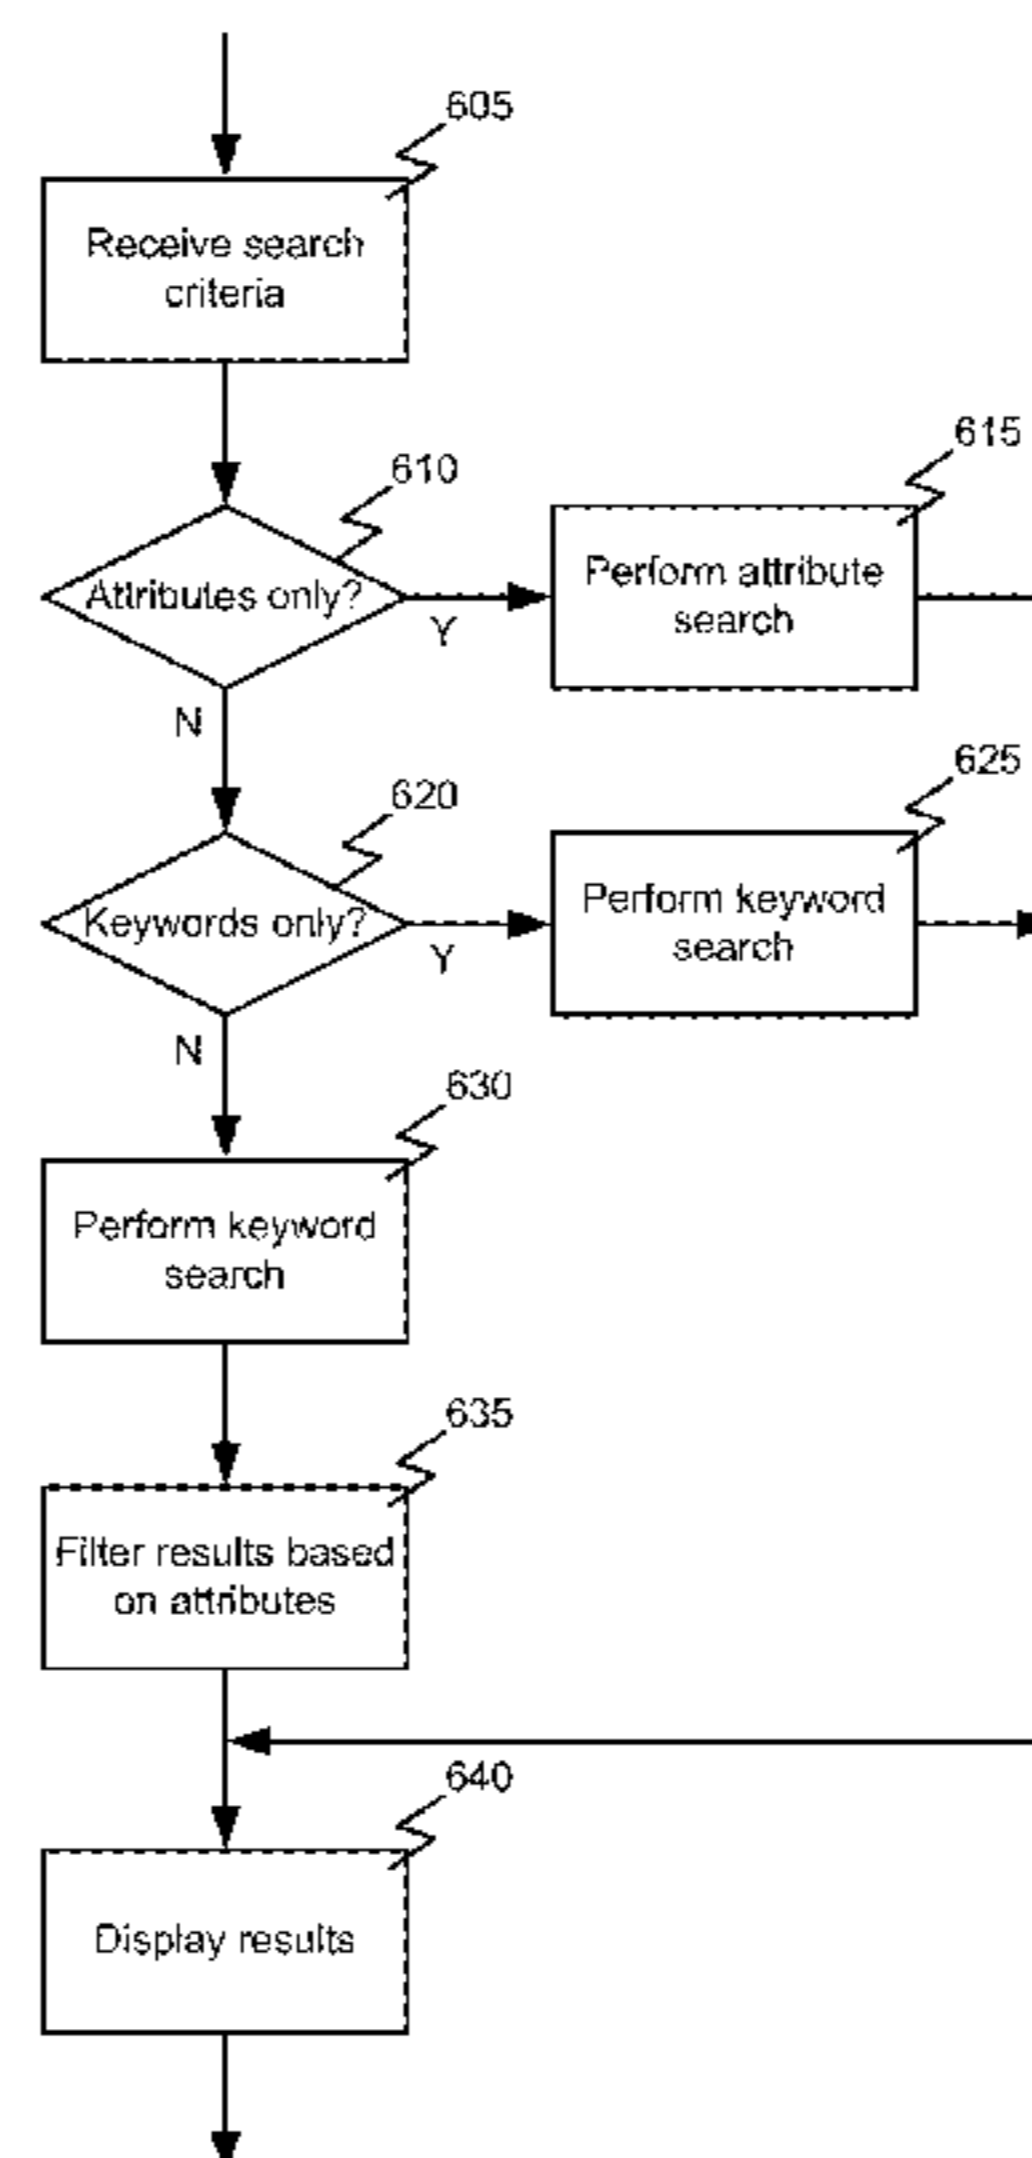 605
Receive search
criteria
610
Attributes only?
Y
N
615
Perform attribute
search
620
Keywords only?
Y
N
625
Perform keyword
search
630
Perform keyword
search
635
Filter results based
on attributes
640
Display results